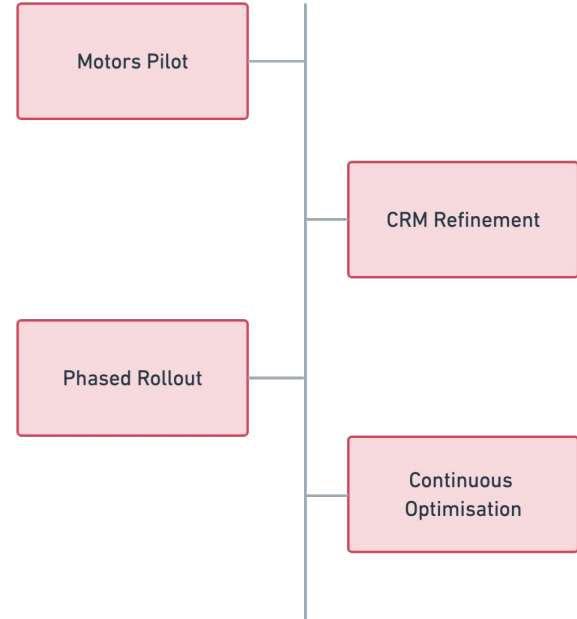 Motors Pilot
CRM Refinement
Phased Rollout
Continuous
Optimisation